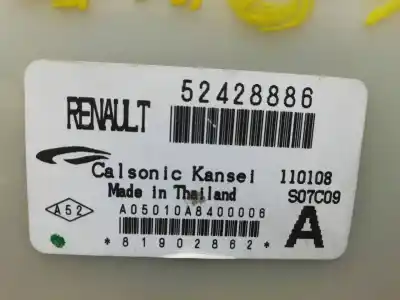 52428886
RENAULT
Calsonic Kansei 110108
Made in Thailand S07C09
A52 A05010A8400006 A
*81902862*